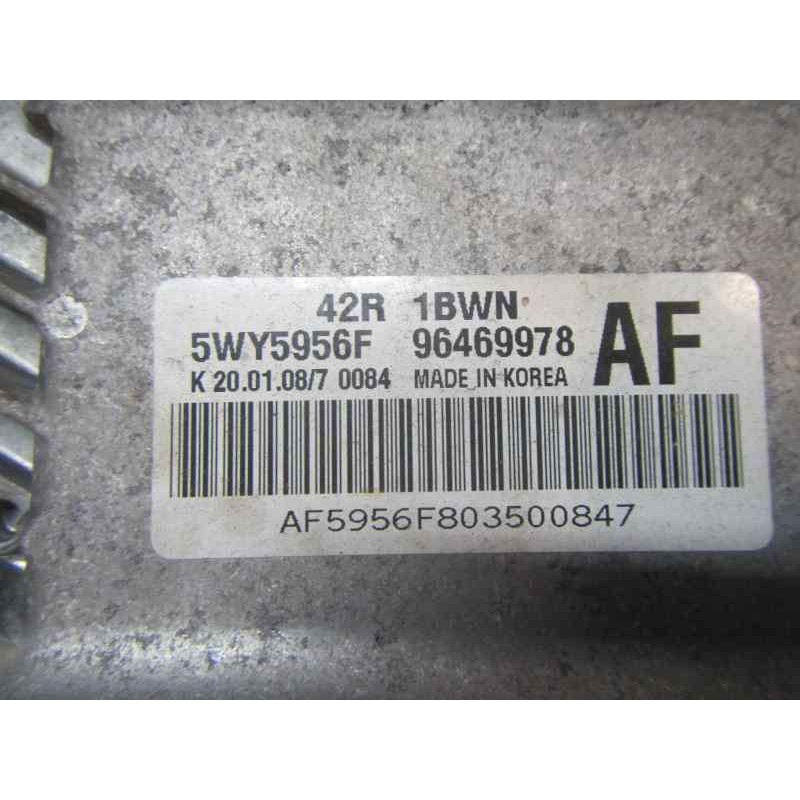 42R 1BWN
5WY5956F 96469978 AF
K 20.01.08/7 0084 MADE IN KOREA
AF5956F803500847